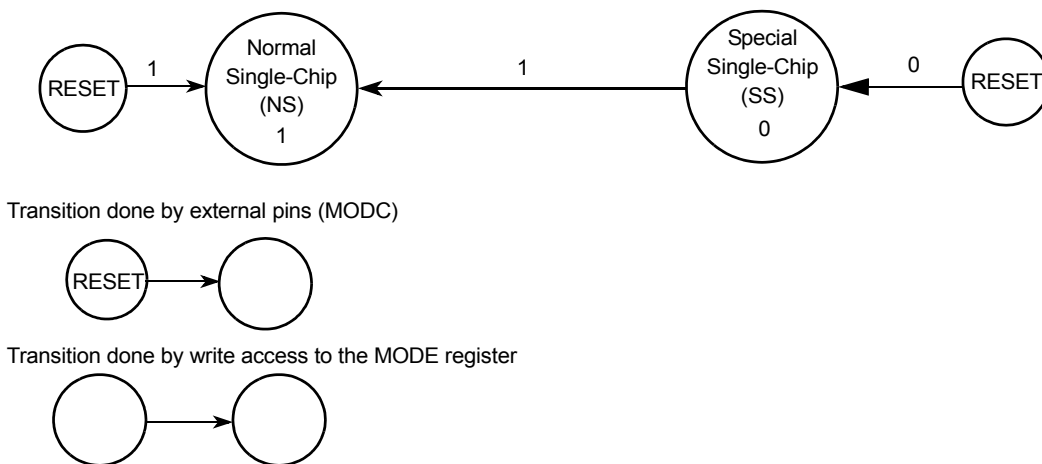 RESET
1
Normal
Single-Chip
(NS)
1
1
Special
Single-Chip
(SS)
0
0
RESET
Transition done by external pins (MODC)
RESET
Transition done by write access to the MODE register